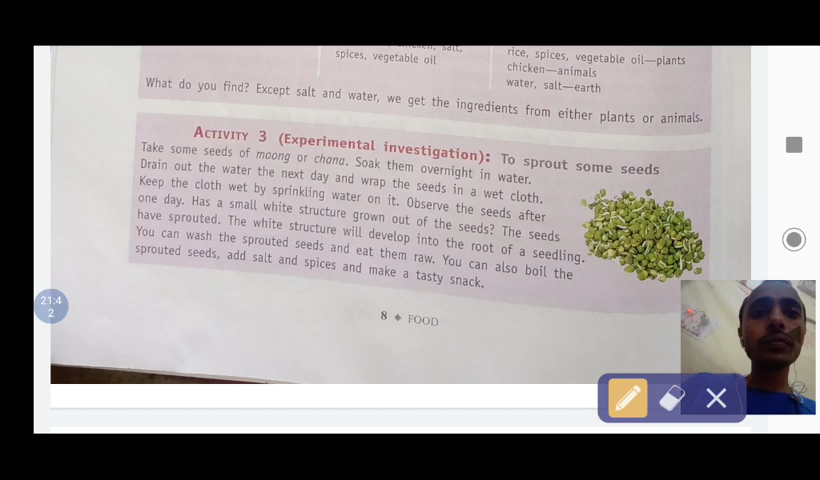 chicken, salt,
spices, vegetable oil
rice, spices, vegetable oil—plants
chicken—animals
water, salt—earth
What do you find? Except salt and water, we get the ingredients from either plants or animals.
ACTIVITY 3 (Experimental investigation): To sprout some seeds
Take some seeds of moong or chana. Soak them overnight in water.
Drain out the water the next day and wrap the seeds in a wet cloth.
Keep the cloth wet by sprinkling water on it. Observe the seeds after
one day. Has a small white structure grown out of the seeds? The seeds
have sprouted. The white structure will develop into the root of a seedling.
You can wash the sprouted seeds and eat them raw. You can also boil the
sprouted seeds, add salt and spices and make a tasty snack.
8 ❖ FOOD
21:4
2